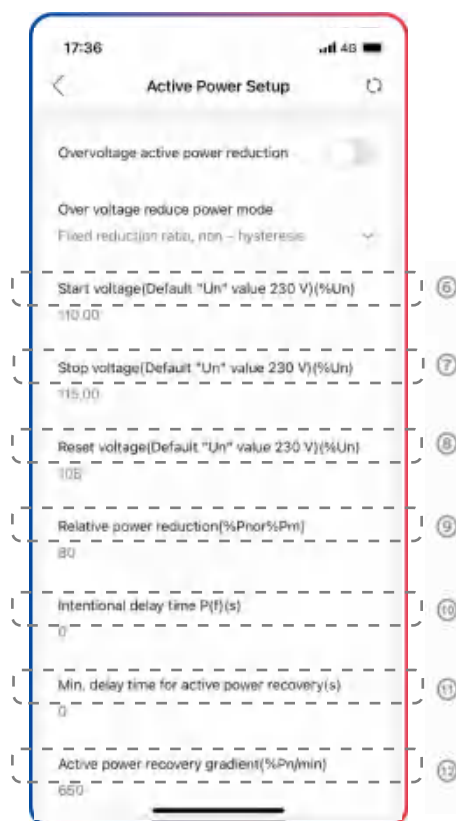 17:36 4G
Active Power Setup
Overvoltage active power reduction
Over voltage reduce power mode
Fixed reduction ratio, non – hysteresis
Start voltage(Default "Un" value 230 V)(%Un) ⑥
110.00
Stop voltage(Default "Un" value 230 V)(%Un) ⑦
115.00
Reset voltage(Default "Un" value 230 V)(%Un) ⑧
Relative power reduction(%Pnor%Pm) ⑨
80
Intentional delay time P(f)(s) ⑩
0
Min. delay time for active power recovery(s) ⑪
0
Active power recovery gradient(%Pn/min) ⑫
650